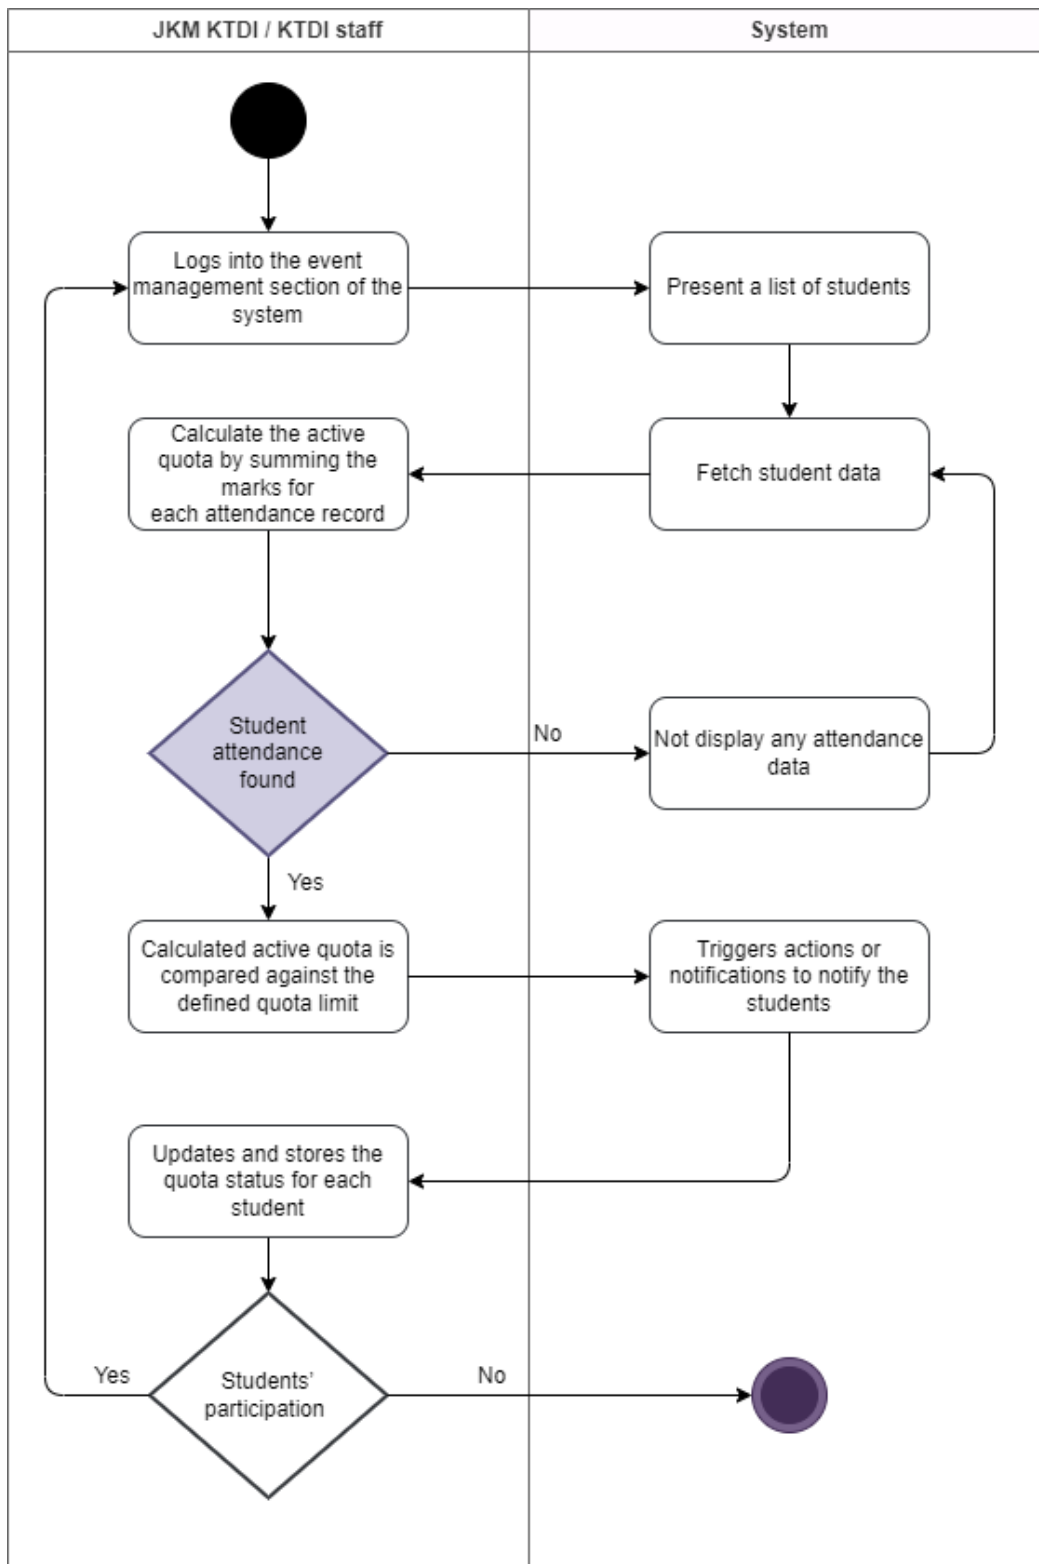 JKM KTDI / KTDI staff
System
Logs into the event
management section of the
system
Present a list of students
Calculate the active
quota by summing the
marks for
each attendance record
Fetch student data
Student
attendance
found
No
Not display any attendance
data
Yes
Calculated active quota is
compared against the
defined quota limit
Triggers actions or
notifications to notify the
students
Updates and stores the
quota status for each
student
Yes
Students’
participation
No